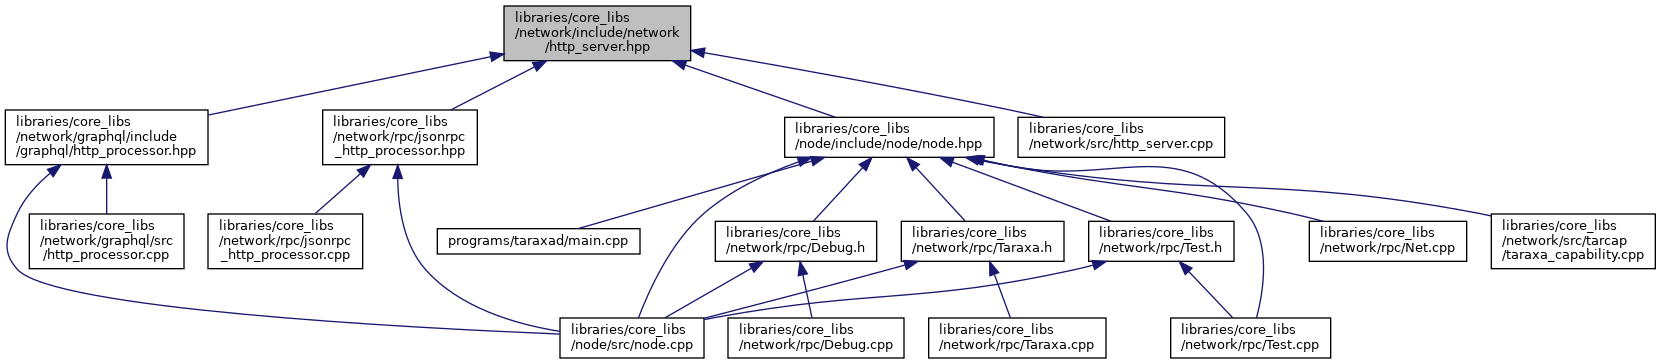 libraries/core_libs
/network/include/network
/http_server.hpp
libraries/core_libs
/network/graphql/include
/graphql/http_processor.hpp
libraries/core_libs
/network/rpc/jsonrpc
_http_processor.hpp
libraries/core_libs
/node/include/node/node.hpp
libraries/core_libs
/network/src/http_server.cpp
libraries/core_libs
/network/graphql/src
/http_processor.cpp
libraries/core_libs
/network/rpc/jsonrpc
_http_processor.cpp
programs/taraxad/main.cpp
libraries/core_libs
/network/rpc/Debug.h
libraries/core_libs
/network/rpc/Taraxa.h
libraries/core_libs
/network/rpc/Test.h
libraries/core_libs
/network/rpc/Net.cpp
libraries/core_libs
/network/src/tarcap
/taraxa_capability.cpp
libraries/core_libs
/node/src/node.cpp
libraries/core_libs
/network/rpc/Debug.cpp
libraries/core_libs
/network/rpc/Taraxa.cpp
libraries/core_libs
/network/rpc/Test.cpp